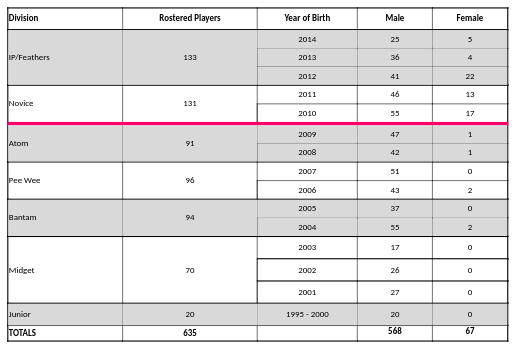 Division Rostered Players Year of Birth Male Female
IP/Feathers 133 2014 25 5
2013 36 4
2012 41 22
Novice 131 2011 46 13
2010 55 17
Atom 91 2009 47 1
2008 42 1
Pee Wee 96 2007 51 0
2006 43 2
Bantam 94 2005 37 0
2004 55 2
Midget 70 2003 17 0
2002 26 0
2001 27 0
Junior 20 1995 - 2000 20 0
TOTALS 635 568 67